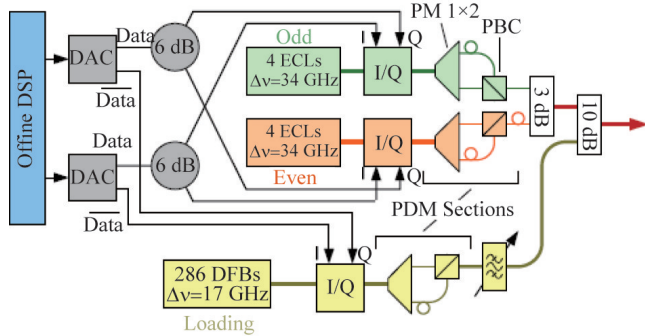 Offine DSP
DAC
Data
Data
6 dB
DAC
Data
Data
6 dB
Odd
4 ECLs
Δν=34 GHz
I
Q
I/Q
PM 1×2
PBC
3 dB
10 dB
4 ECLs
Δν=34 GHz
Even
I/Q
I
Q
PDM Sections
286 DFBs
Δν=17 GHz
Loading
I
Q
I/Q